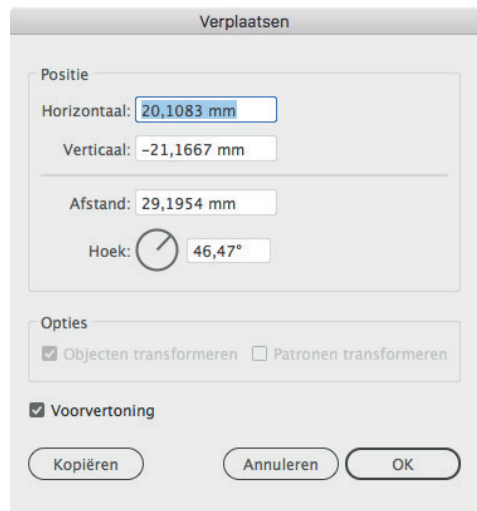 Verplaatsen
Positie
Horizontaal: 20,1083 mm
Verticaal: -21,1667 mm
Afstand: 29,1954 mm
Hoek: 46,47°
Opties
Objecten transformeren Patronen transformeren
Voorvertoning
Kopiëren Annuleren OK